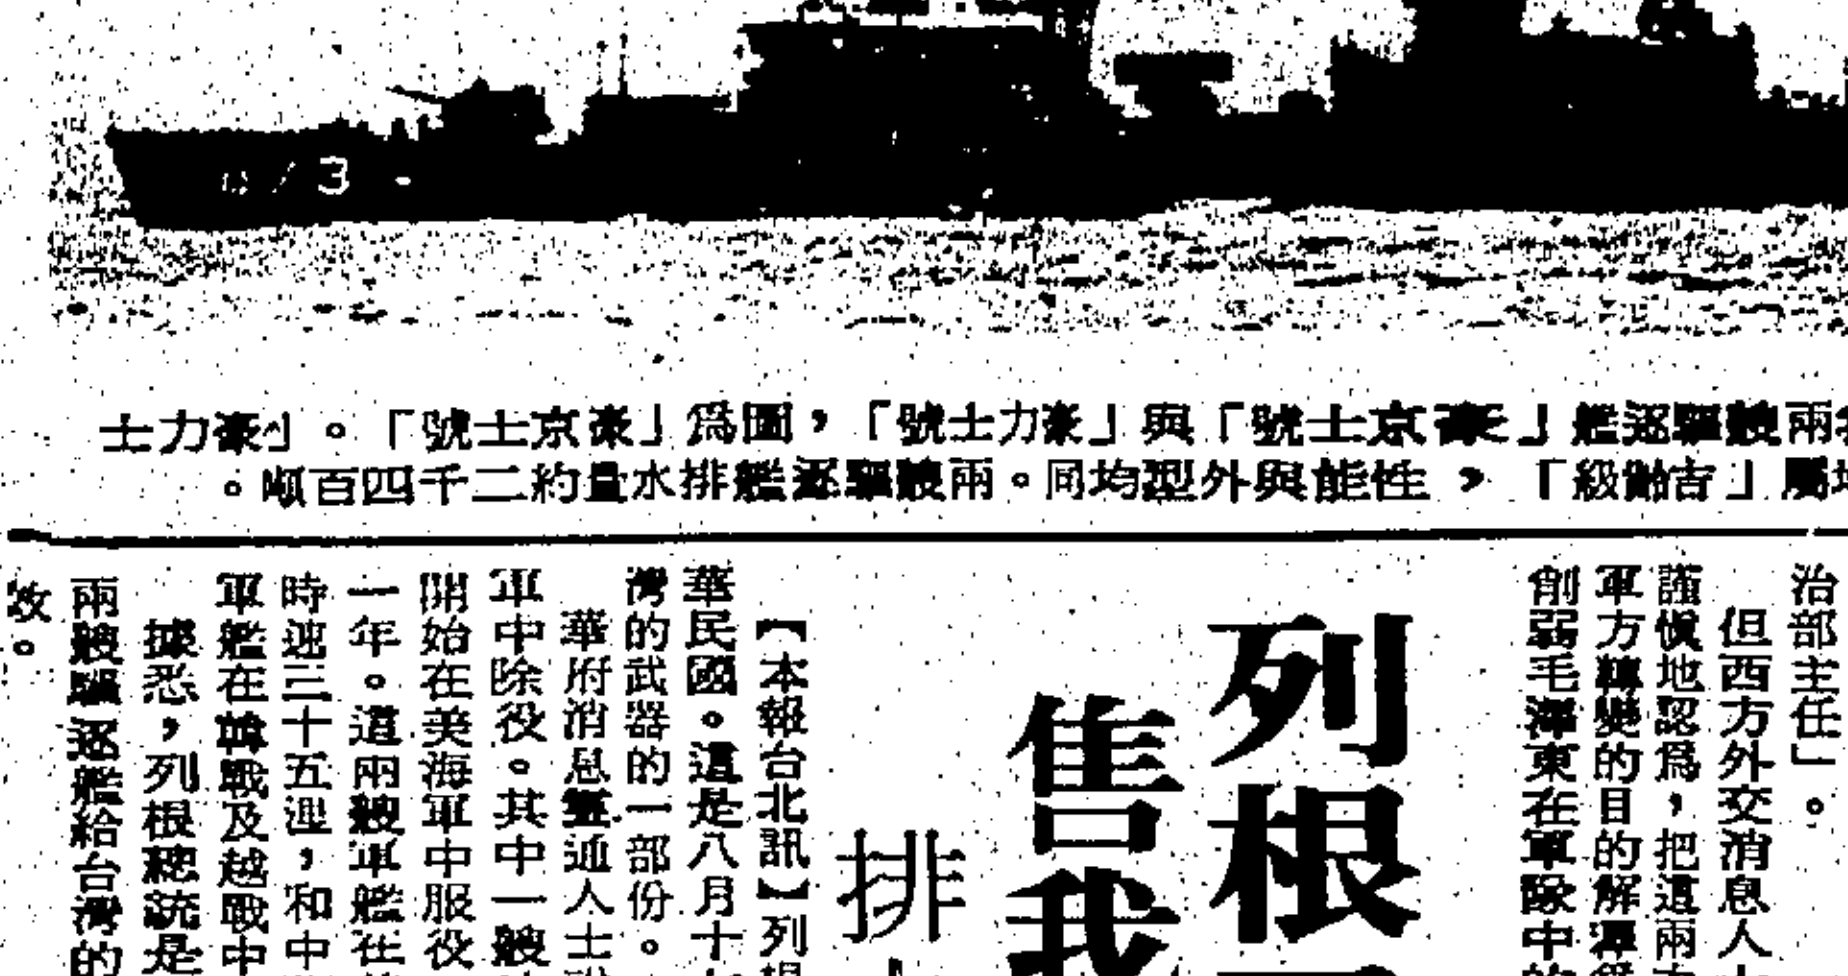 兩艘驅逐艦「豪京士號」與「豪力士號」，圖爲「豪京士號」。「豪力士
屬「吉齡級」，性能與外型均同。兩艘驅逐艦排水量約二千四百噸。
治部主任」。
但西方外交消息人
謹慎地認爲，把這兩
軍方轉變的目的解釋
削弱毛澤東在軍隊中的
列根
售我
排
【本報台北訊】列根
華民國。這是八月十
灣的武器的一部份。
華府消息靈通人士
軍中除役。其中一艘
開始在美海軍中服役
一年。這兩艘軍艦在
時速三十五浬，和中
軍艦在韓戰及越戰中
據悉，列根總統是
兩艘驅逐艦給台灣的